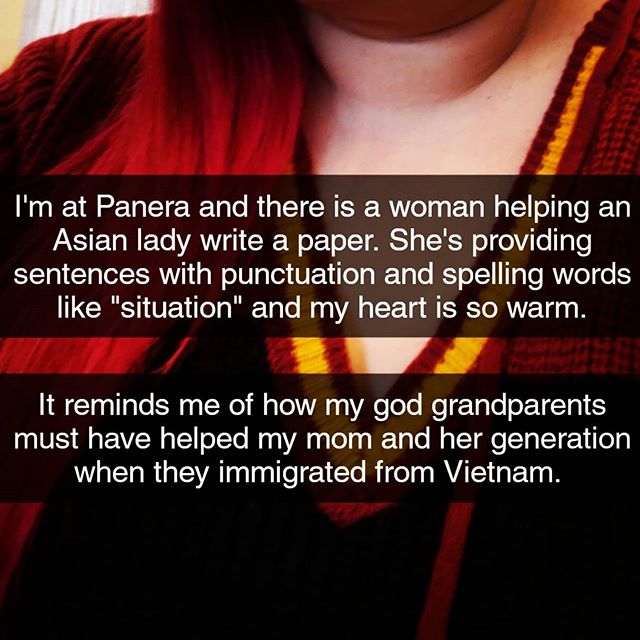 I'm at Panera and there is a woman helping an
Asian lady write a paper. She's providing
sentences with punctuation and spelling words
like "situation" and my heart is so warm.
It reminds me of how my god grandparents
must have helped my mom and her generation
when they immigrated from Vietnam.